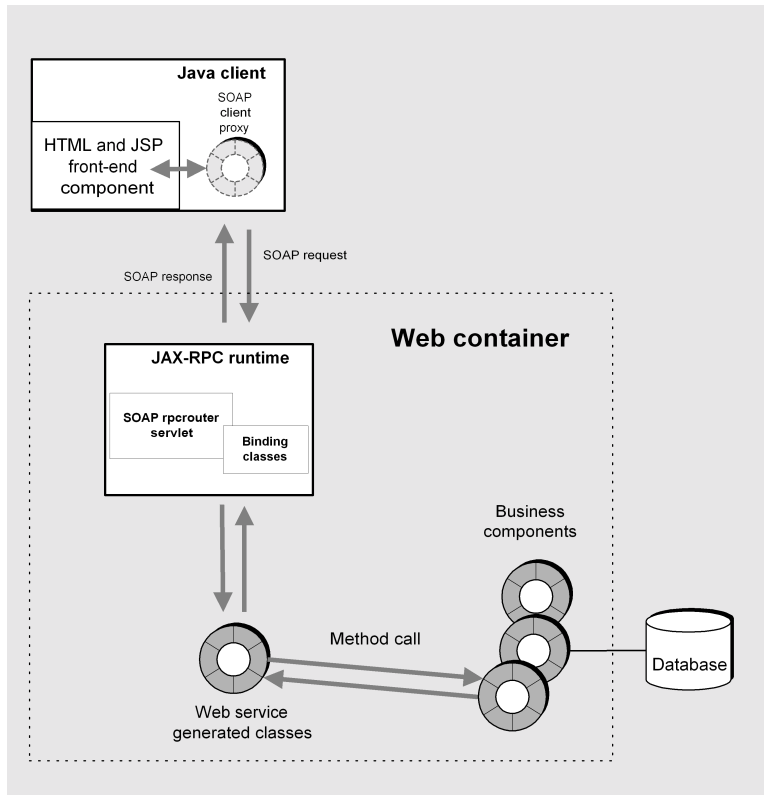 Java client
SOAP
client
proxy
HTML and JSP
front-end
component
SOAP request
SOAP response
Web container
JAX-RPC runtime
SOAP rpcrouter
servlet
Binding
classes
Business
components
Method call
Database
Web service
generated classes